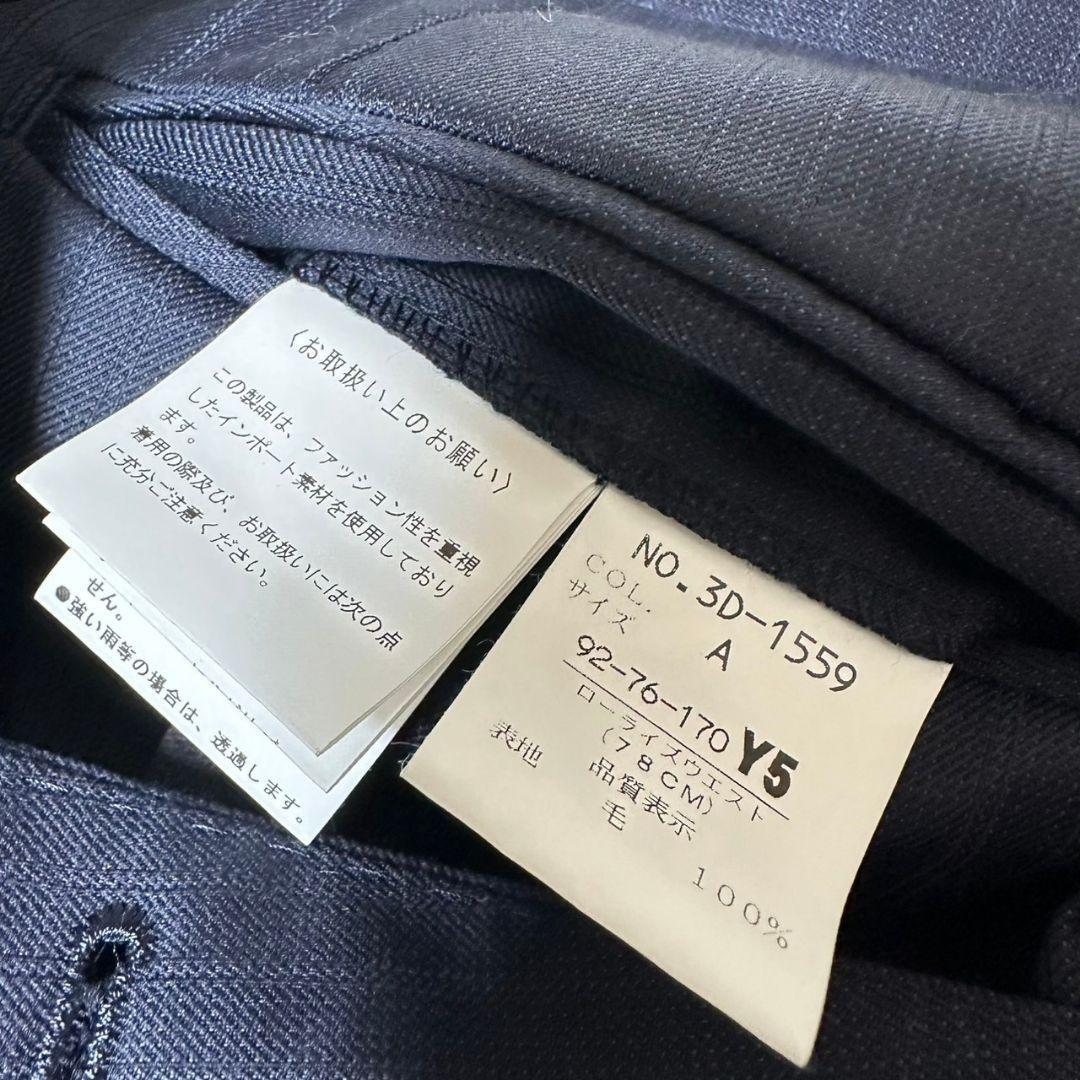 〈お取扱い上のお願い〉
この製品は、ファッション性を重視
したインポート素材を使用しており
ます。
着用の際及び、お取扱いには次の点
に充分ご注意ください。
せん。
●強い雨等の場合は、透過します。
NO. 3D-1559
COL. A
サイズ
92-76-170 Y5
ローライズウエスト
(78CM)
品質表示
表地 毛 100%